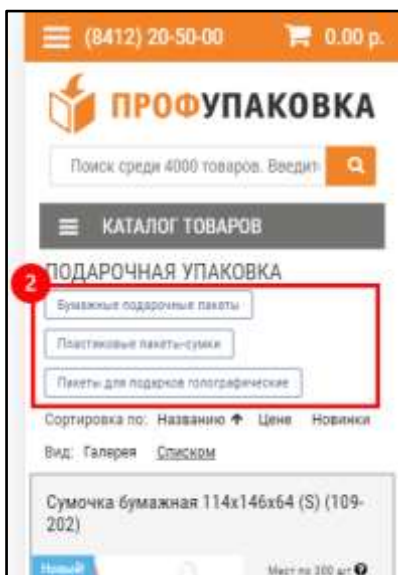 (8412) 20-50-00 0.00 р.
ПРОФУПАКОВКА
Поиск среди 4000 товаров. Введит
КАТАЛОГ ТОВАРОВ
ПОДАРОЧНАЯ УПАКОВКА
2
Бумажные подарочные пакеты
Пластиковые пакеты-сумки
Пакеты для подарков голографические
Сортировка по: Названию ↑ Цене Новинки
Вид: Галерея Списком
Сумочка бумажная 114х146х64 (S) (109-
202)
Новый! Мест по 200 шт ?